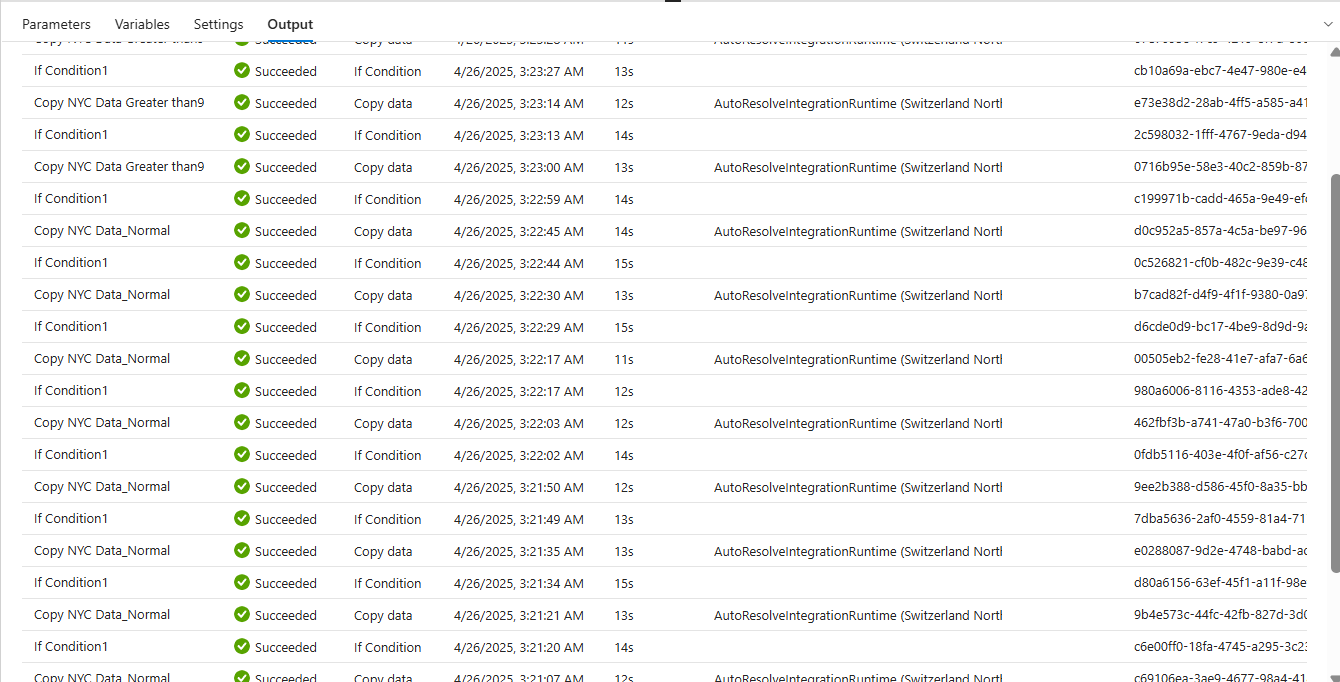 Parameters Variables Settings Output
If Condition1 Succeeded If Condition 4/26/2025, 3:23:27 AM 13s cb10a69a-ebc7-4e47-980e-e4
Copy NYC Data Greater than9 Succeeded Copy data 4/26/2025, 3:23:14 AM 12s AutoResolveIntegrationRuntime (Switzerland Nortl e73e38d2-28ab-4ff5-a585-a41
If Condition1 Succeeded If Condition 4/26/2025, 3:23:13 AM 14s 2c598032-1fff-4767-9eda-d94
Copy NYC Data Greater than9 Succeeded Copy data 4/26/2025, 3:23:00 AM 13s AutoResolveIntegrationRuntime (Switzerland Nortl 0716b95e-58e3-40c2-859b-87
If Condition1 Succeeded If Condition 4/26/2025, 3:22:59 AM 14s c199971b-cadd-465a-9e49-ef
Copy NYC Data_Normal Succeeded Copy data 4/26/2025, 3:22:45 AM 14s AutoResolveIntegrationRuntime (Switzerland Nortl d0c952a5-857a-4c5a-be97-96
If Condition1 Succeeded If Condition 4/26/2025, 3:22:44 AM 15s 0c526821-cf0b-482c-9e39-c48
Copy NYC Data_Normal Succeeded Copy data 4/26/2025, 3:22:30 AM 13s AutoResolveIntegrationRuntime (Switzerland Nortl b7cad82f-d4f9-4f1f-9380-0a97
If Condition1 Succeeded If Condition 4/26/2025, 3:22:29 AM 15s d6cde0d9-bc17-4be9-8d9d-9a
Copy NYC Data_Normal Succeeded Copy data 4/26/2025, 3:22:17 AM 11s AutoResolveIntegrationRuntime (Switzerland Nortl 00505eb2-fe28-41e7-afa7-6a6
If Condition1 Succeeded If Condition 4/26/2025, 3:22:17 AM 12s 980a6006-8116-4353-ade8-42
Copy NYC Data_Normal Succeeded Copy data 4/26/2025, 3:22:03 AM 12s AutoResolveIntegrationRuntime (Switzerland Nortl 462fbf3b-a741-47a0-b3f6-700
If Condition1 Succeeded If Condition 4/26/2025, 3:22:02 AM 14s 0fdb5116-403e-4f0f-af56-c27
Copy NYC Data_Normal Succeeded Copy data 4/26/2025, 3:21:50 AM 12s AutoResolveIntegrationRuntime (Switzerland Nortl 9ee2b388-d586-45f0-8a35-bb
If Condition1 Succeeded If Condition 4/26/2025, 3:21:49 AM 13s 7dba5636-2af0-4559-81a4-71
Copy NYC Data_Normal Succeeded Copy data 4/26/2025, 3:21:35 AM 13s AutoResolveIntegrationRuntime (Switzerland Nortl e0288087-9d2e-4748-babd-ac
If Condition1 Succeeded If Condition 4/26/2025, 3:21:34 AM 15s d80a6156-63ef-45f1-a11f-98e
Copy NYC Data_Normal Succeeded Copy data 4/26/2025, 3:21:21 AM 13s AutoResolveIntegrationRuntime (Switzerland Nortl 9b4e573c-44fc-42fb-827d-3d0
If Condition1 Succeeded If Condition 4/26/2025, 3:21:20 AM 14s c6e00ff0-18fa-4745-a295-3c23
Copy NYC Data_Normal Succeeded Copy data 4/26/2025, 3:21:07 AM 12s AutoResolveIntegrationRuntime (Switzerland Nortl c69106ea-3ae9-4677-98a4-41